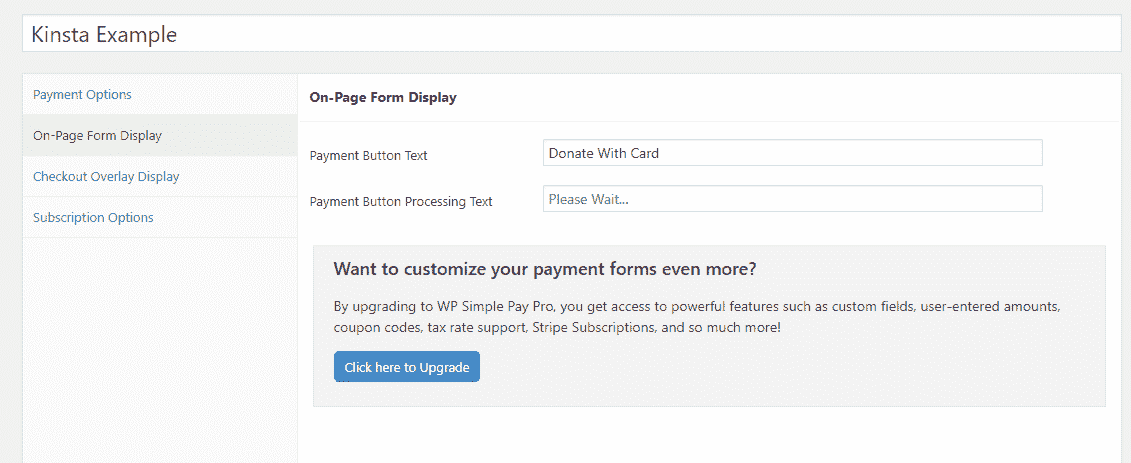 Kinsta Example
Payment Options
On-Page Form Display
Checkout Overlay Display
Subscription Options
On-Page Form Display
Payment Button Text
Donate With Card
Payment Button Processing Text
Please Wait...
Want to customize your payment forms even more?
By upgrading to WP Simple Pay Pro, you get access to powerful features such as custom fields, user-entered amounts,
coupon codes, tax rate support, Stripe Subscriptions, and so much more!
Click here to Upgrade